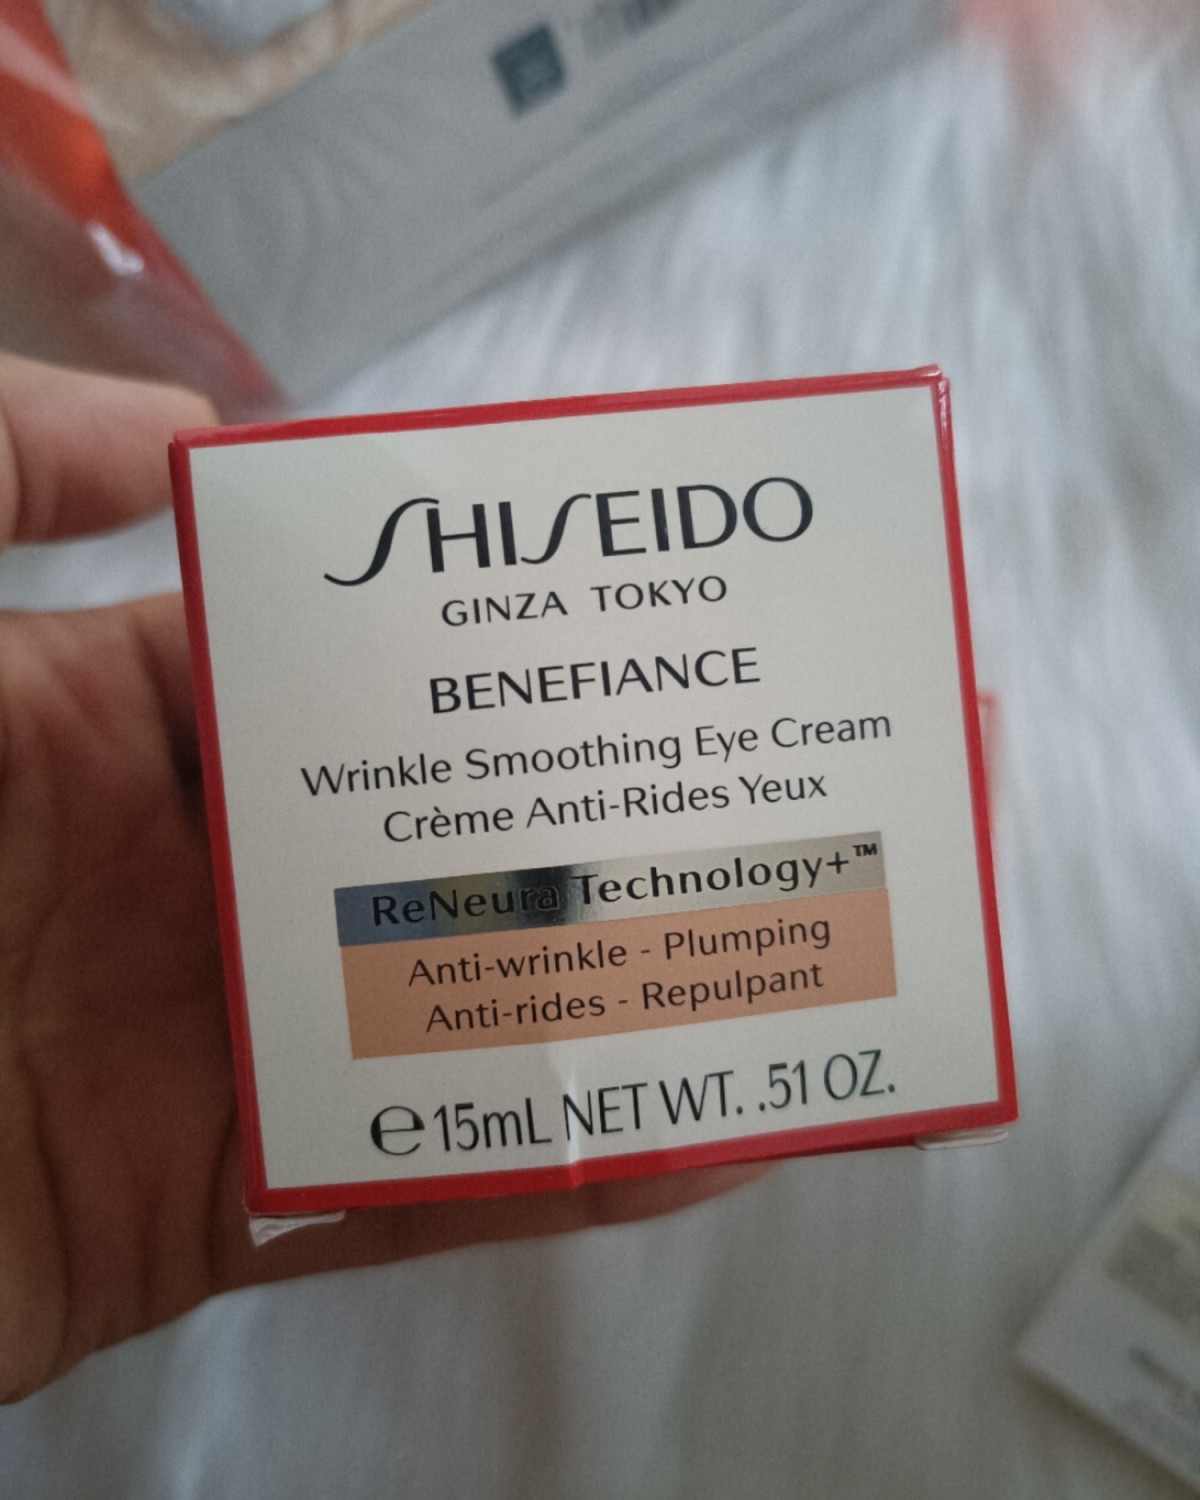 SHISEIDO
GINZA TOKYO
BENEFIANCE
Wrinkle Smoothing Eye Cream
Crème Anti-Rides Yeux
ReNeura Technology+™
Anti-wrinkle - Plumping
Anti-rides - Repulpant
℮ 15mL NET WT. .51 OZ.